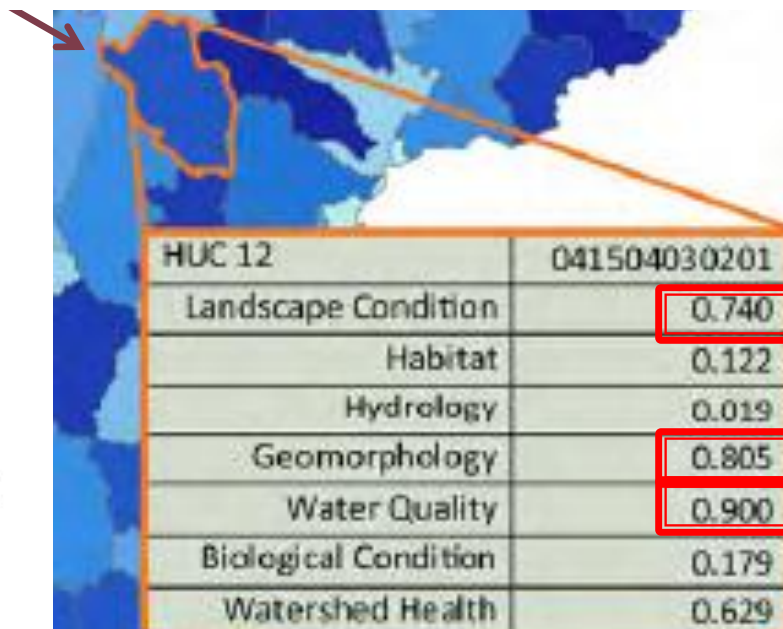 HUC 12 041504030201
Landscape Condition 0.740
Habitat 0.122
Hydrology 0.019
Geomorphology 0.805
Water Quality 0.900
Biological Condition 0.179
Watershed Health 0.629